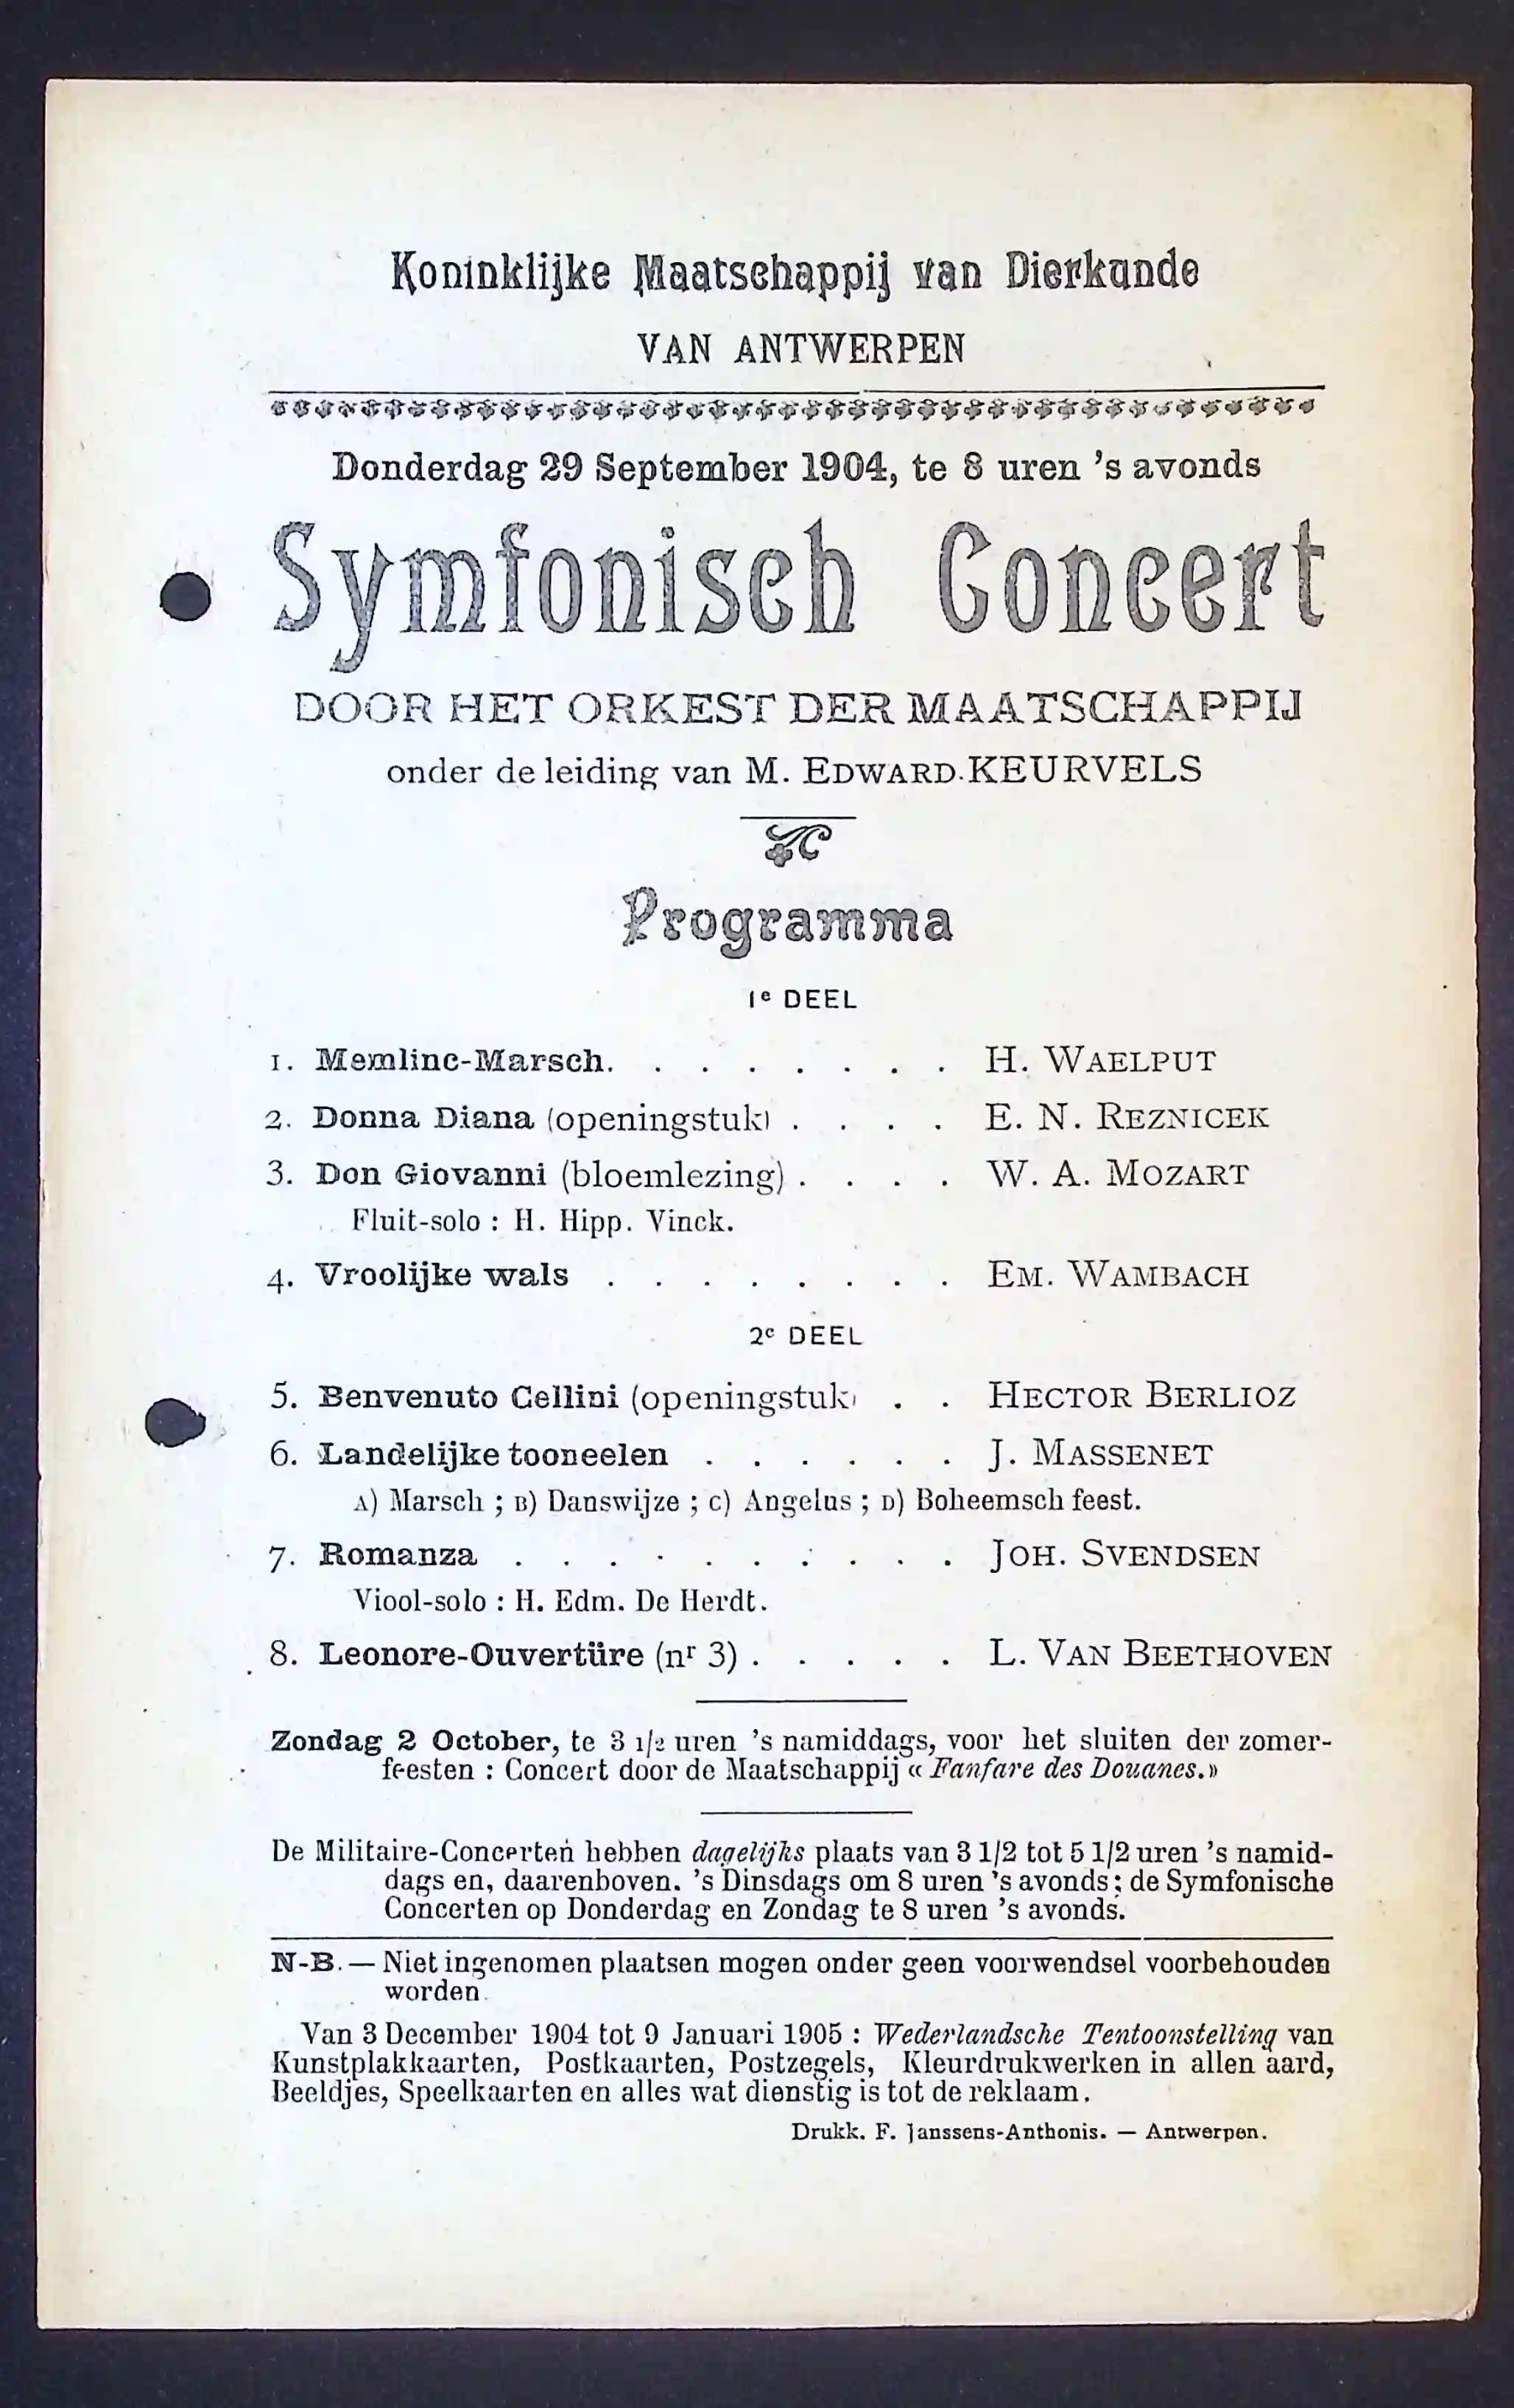 Koninklijke Maatschappij van Dierkunde
VAN ANTWERPEN
Donderdag 29 September 1904, te 8 uren 's avonds
Symfonisch Concert
DOOR HET ORKEST DER MAATSCHAPPIJ
onder de leiding van M. EDWARD KEURVELS
Programma
1e DEEL
1. Memlinc-Marsch. . . . . . . . H. WAELPUT
2. Donna Diana (openingstuk) . . . . E. N. REZNICEK
3. Don Giovanni (bloemlezing) . . . . W. A. MOZART
Fluit-solo : H. Hipp. Vinck.
4. Vroolijke wals . . . . . . . . EM. WAMBACH
2e DEEL
5. Benvenuto Cellini (openingstuk) . . HECTOR BERLIOZ
6. Landelijke tooneelen . . . . . . J. MASSENET
A) Marsch ; B) Danswijze ; C) Angelus ; D) Boheemsch feest.
7. Romanza . . . . . . . . . . JOH. SVENDSEN
Viool-solo : H. Edm. De Herdt.
8. Leonore-Ouvertüre (nr 3) . . . . . L. VAN BEETHOVEN
Zondag 2 October, te 3 1/2 uren 's namiddags, voor het sluiten der zomer-
feesten : Concert door de Maatschappij « Fanfare des Douanes. »
De Militaire-Concerten hebben dagelijks plaats van 3 1/2 tot 5 1/2 uren 's namid-
dags en, daarenboven. 's Dinsdags om 8 uren 's avonds ; de Symfonische
Concerten op Donderdag en Zondag te 8 uren 's avonds.
N-B. — Niet ingenomen plaatsen mogen onder geen voorwendsel voorbehouden
worden.
Van 3 December 1904 tot 9 Januari 1905 : Wederlandsche Tentoonstelling van
Kunstplakkaarten, Postkaarten, Postzegels, Kleurdrukwerken in allen aard,
Beeldjes, Speelkaarten en alles wat dienstig is tot de reklaam.
Drukk. F. Janssens-Anthonis. — Antwerpen.